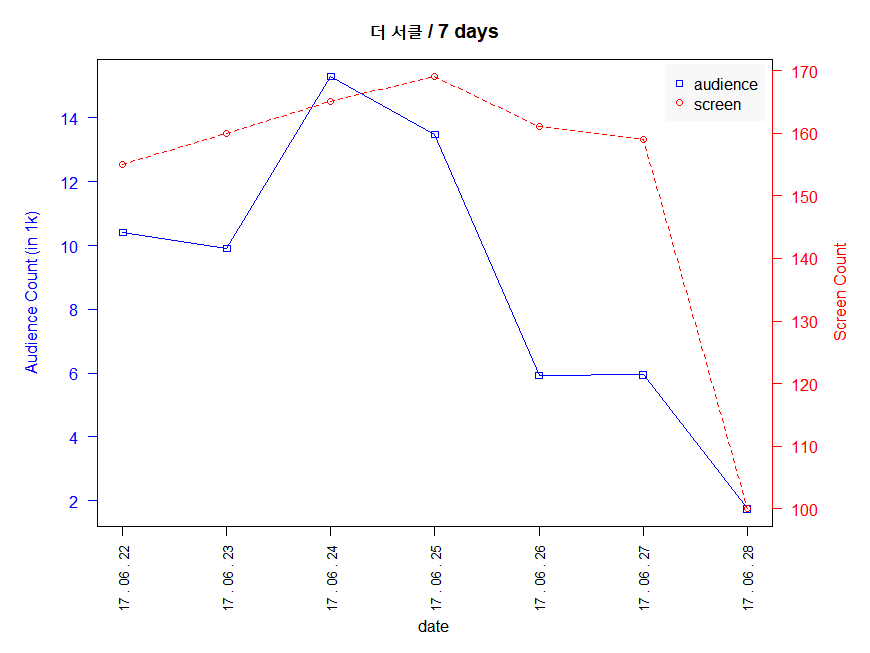 더 서클 / 7 days
audience
screen
Audience Count (in 1k)
14
12
10
8
6
4
2
170
160
150
140
130
120
110
100
Screen Count
17 . 06 . 22
17 . 06 . 23
17 . 06 . 24
17 . 06 . 25
17 . 06 . 26
17 . 06 . 27
17 . 06 . 28
date